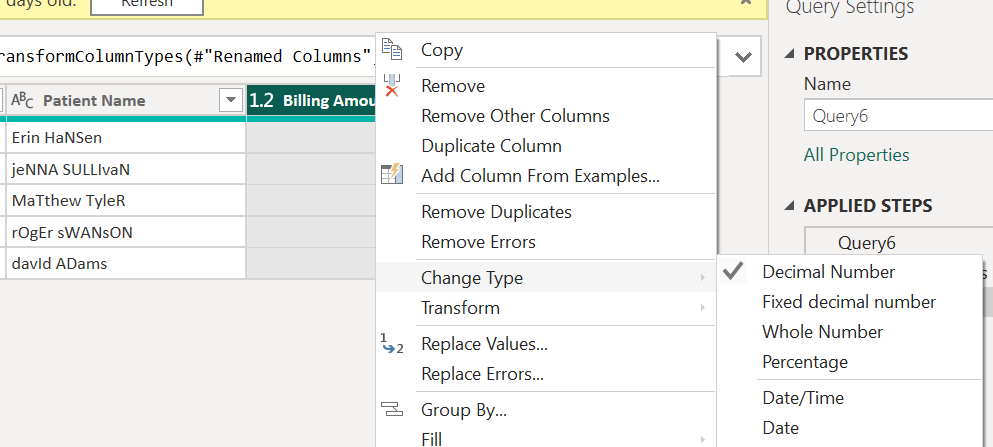 days old. Refresh
Query Settings
ransformColumnTypes(#"Renamed Columns",
PROPERTIES
Name
Query6
All Properties
APPLIED STEPS
Query6
ABC Patient Name
1.2 Billing Amou
Erin HaNSen
jeNNA SULLIvaN
MaTthew TyleR
rOgEr sWANsON
davId ADams
Copy
Remove
Remove Other Columns
Duplicate Column
Add Column From Examples...
Remove Duplicates
Remove Errors
Change Type
Transform
1 2 Replace Values...
Replace Errors...
Group By...
Fill
Decimal Number
Fixed decimal number
Whole Number
Percentage
Date/Time
Date